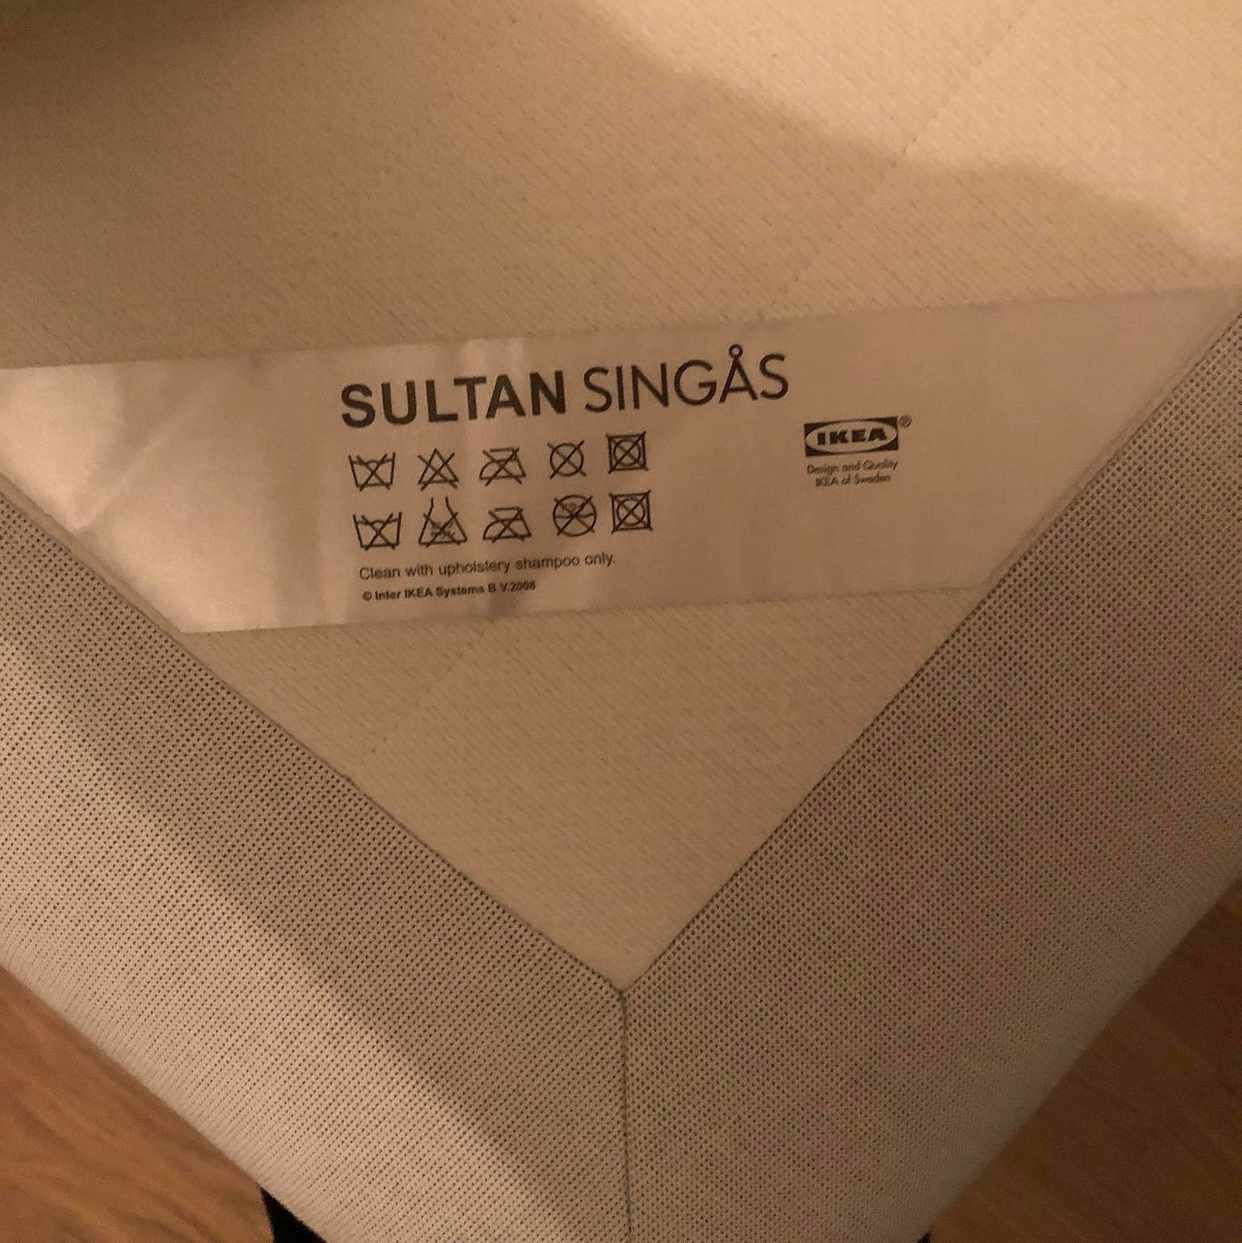 SULTAN SINGÅS
IKEA®
Design and Quality
IKEA of Sweden
Clean with upholstery shampoo only.
© Inter IKEA Systems B.V.2008